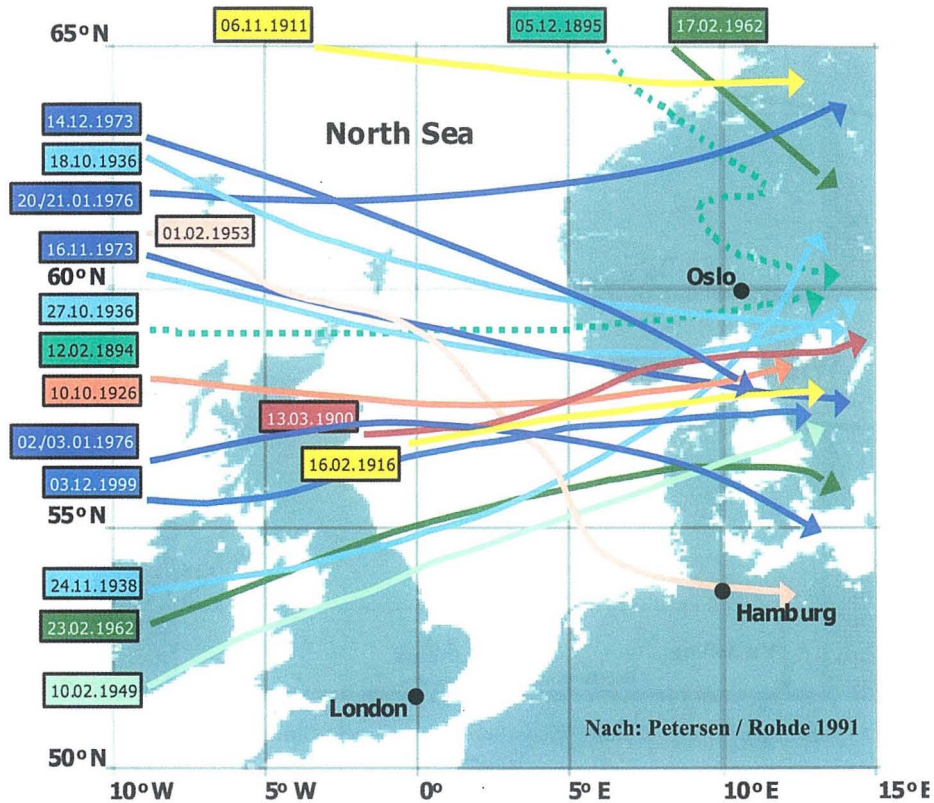 06.11.1911
05.12.1895
17.02.1962
65°N
14.12.1973
North Sea
18.10.1936
20./21.01.1976
01.02.1953
16.11.1973
60°N
Oslo
27.10.1936
12.02.1894
10.10.1926
13.03.1900
02/03.01.1976
16.02.1916
03.12.1999
55°N
24.11.1938
Hamburg
23.02.1962
10.02.1949
London
Nach: Petersen / Rohde 1991
50°N
10°W
5°W
0°
5°E
10°E
15°E